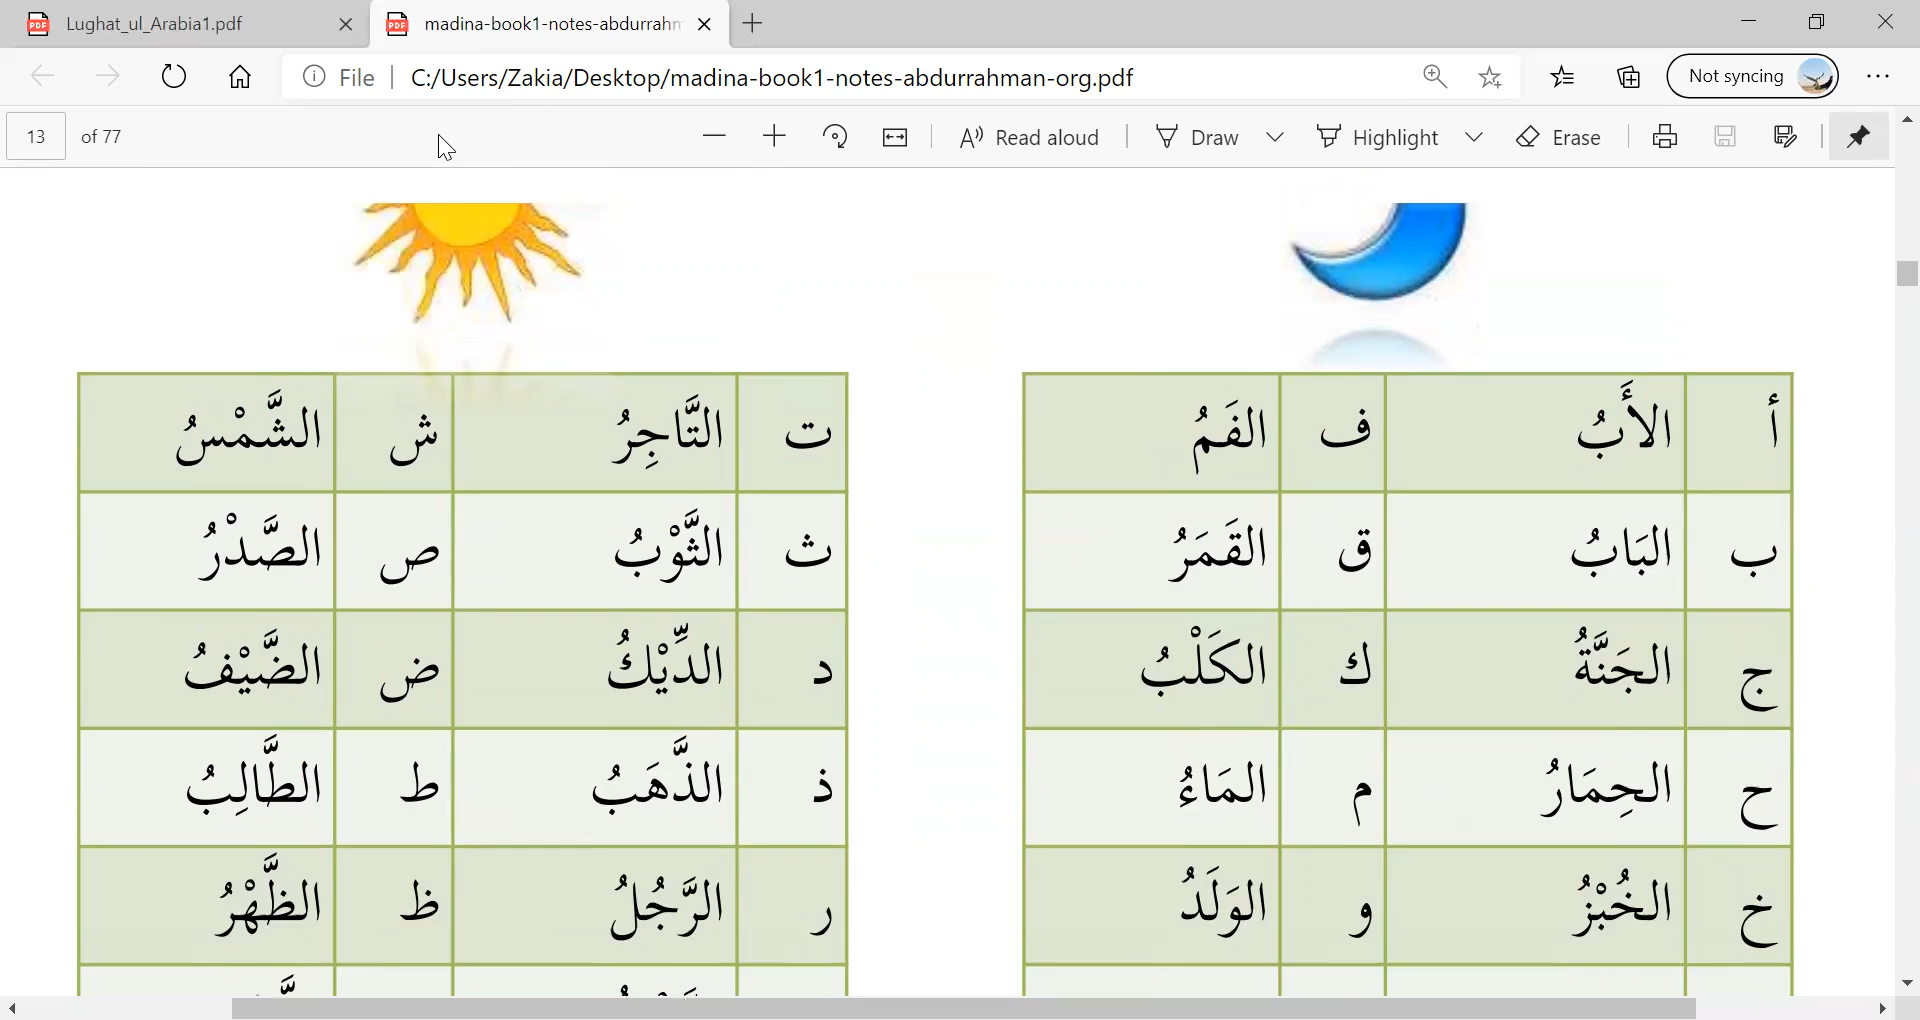 Lughat_ul_Arabia1.pdf
madina-book1-notes-abdurrahm
File
C:/Users/Zakia/Desktop/madina-book1-notes-abdurrahman-org.pdf
Not syncing
13 of 77
Read aloud
Draw
Highlight
Erase
أ الأَبُ ف الفَمُ
ب البَابُ ق القَمَرُ
ج الجَنَّةُ ك الكَلْبُ
ح الحِمَارُ م المَاءُ
خ الخُبْزُ و الوَلَدُ
ت التَّاجِرُ ش الشَّمْسُ
ث الثَّوْبُ ص الصَّدْرُ
د الدِّيْكُ ض الضَّيْفُ
ذ الذَّهَبُ ط الطَّالِبُ
ر الرَّجُلُ ظ الظَّهْرُ